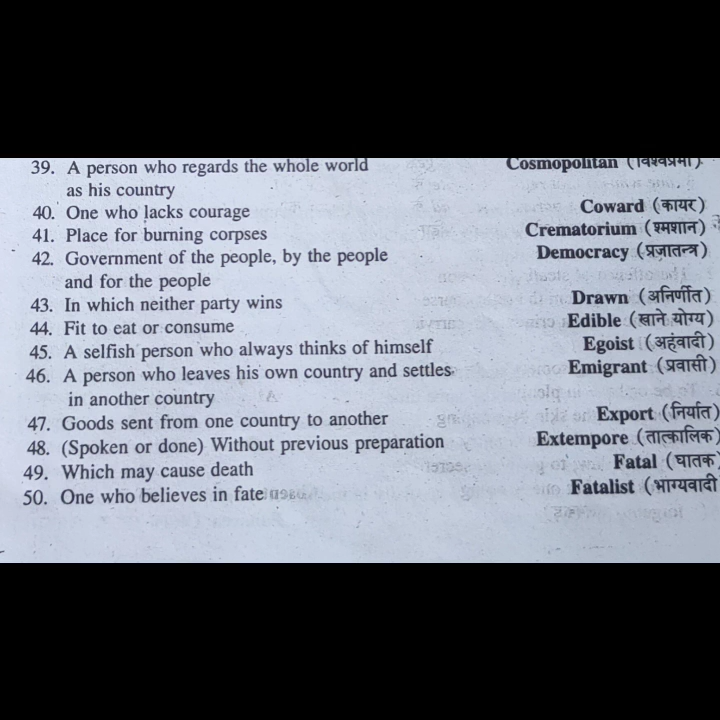 39. A person who regards the whole world Cosmopolitan (विश्वप्रेमी)
as his country
40. One who lacks courage Coward (कायर)
41. Place for burning corpses Crematorium (श्मशान)
42. Government of the people, by the people Democracy (प्रजातन्त्र)
and for the people
43. In which neither party wins Drawn (अनिर्णीत)
44. Fit to eat or consume Edible (खाने योग्य)
45. A selfish person who always thinks of himself Egoist (अहंवादी)
46. A person who leaves his own country and settles Emigrant (प्रवासी)
in another country
47. Goods sent from one country to another Export (निर्यात)
48. (Spoken or done) Without previous preparation Extempore (तात्कालिक)
49. Which may cause death Fatal (घातक)
50. One who believes in fate Fatalist (भाग्यवादी